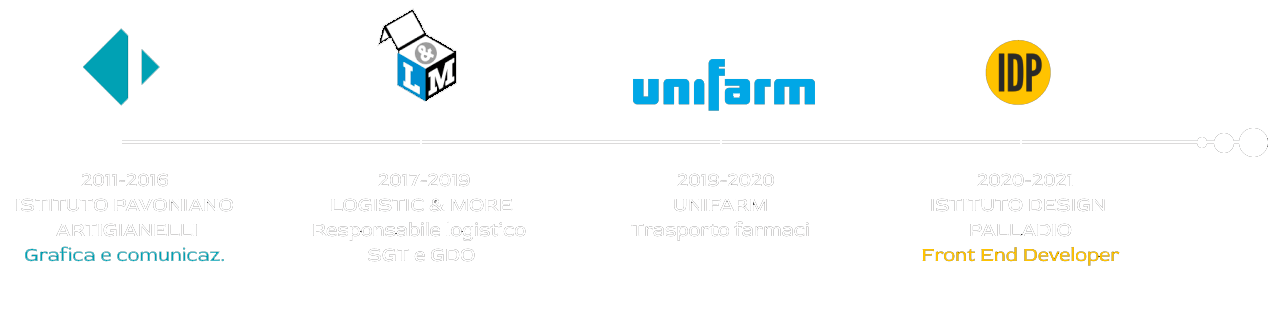 L & M
unifarm
IDP
2011-2016
ISTITUTO PAVONIANO
ARTIGIANELLI
Grafica e comunicaz.
2017-2019
LOGISTIC & MORE
Responsabile logistico
SGT e GDO
2019-2020
UNIFARM
Trasporto farmaci
2020-2021
ISTITUTO DESIGN
PALLADIO
Front End Developer